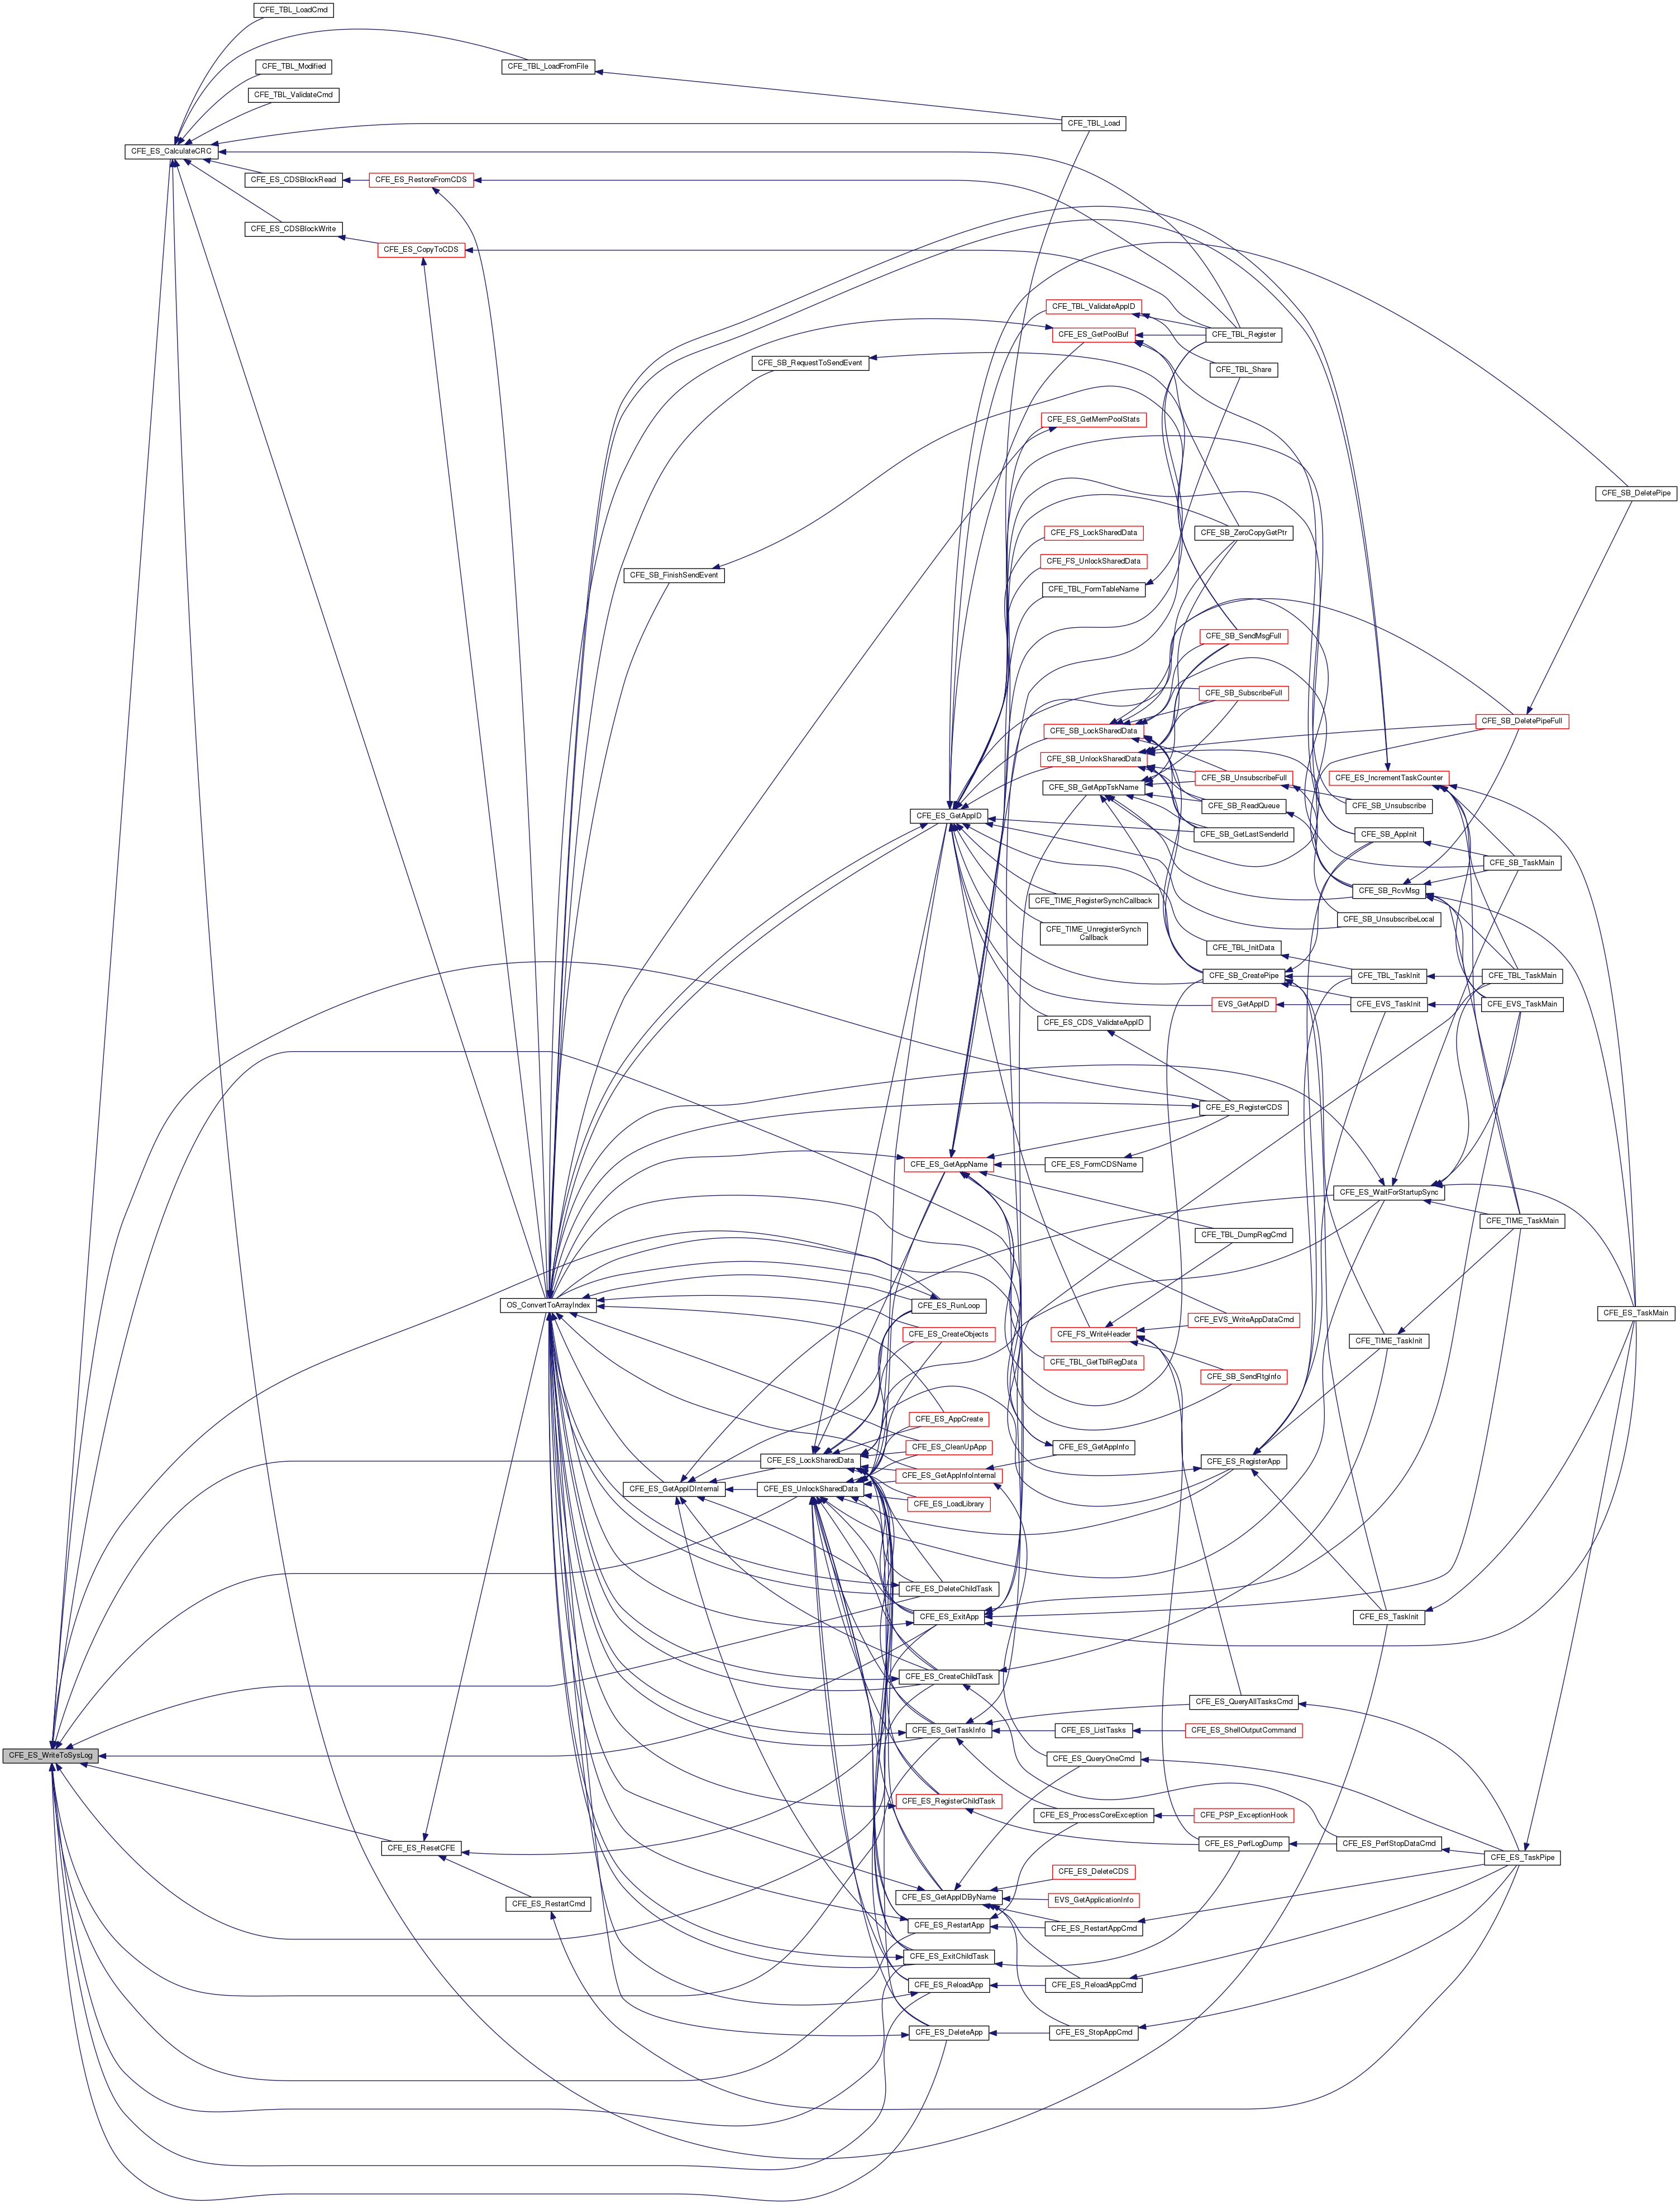 CFE_TBL_LoadCmd
CFE_TBL_LoadFromFile
CFE_TBL_Modified
CFE_TBL_ValidateCmd
CFE_TBL_Load
CFE_ES_CalculateCRC
CFE_ES_CDSBlockRead
CFE_ES_RestoreFromCDS
CFE_ES_CDSBlockWrite
CFE_ES_CopyToCDS
CFE_TBL_ValidateAppID
CFE_ES_GetPoolBuf
CFE_TBL_Register
CFE_SB_RequestToSendEvent
CFE_TBL_Share
CFE_ES_GetMemPoolStats
CFE_SB_DeletePipe
CFE_FS_LockSharedData
CFE_SB_ZeroCopyGetPtr
CFE_FS_UnlockSharedData
CFE_SB_FinishSendEvent
CFE_TBL_FormTableName
CFE_SB_SendMsgFull
CFE_SB_SubscribeFull
CFE_SB_DeletePipeFull
CFE_SB_LockSharedData
CFE_SB_UnlockSharedData
CFE_SB_UnsubscribeFull
CFE_ES_IncrementTaskCounter
CFE_SB_GetAppTskName
CFE_SB_ReadQueue
CFE_SB_Unsubscribe
CFE_ES_GetAppID
CFE_SB_GetLastSenderId
CFE_SB_AppInit
CFE_SB_TaskMain
CFE_SB_RcvMsg
CFE_TIME_RegisterSynchCallback
CFE_SB_UnsubscribeLocal
CFE_TIME_UnregisterSynch
Callback
CFE_TBL_InitData
CFE_SB_CreatePipe
CFE_TBL_TaskInit
CFE_TBL_TaskMain
EVS_GetAppID
CFE_EVS_TaskInit
CFE_EVS_TaskMain
CFE_ES_CDS_ValidateAppID
CFE_ES_RegisterCDS
CFE_ES_GetAppName
CFE_ES_FormCDSName
CFE_ES_WaitForStartupSync
CFE_TIME_TaskMain
CFE_TBL_DumpRegCmd
OS_ConvertToArrayIndex
CFE_ES_RunLoop
CFE_ES_TaskMain
CFE_EVS_WriteAppDataCmd
CFE_FS_WriteHeader
CFE_ES_CreateObjects
CFE_TIME_TaskInit
CFE_TBL_GetTblRegData
CFE_SB_SendRtgInfo
CFE_ES_AppCreate
CFE_ES_CleanUpApp
CFE_ES_GetAppInfo
CFE_ES_LockSharedData
CFE_ES_RegisterApp
CFE_ES_GetAppInfoInternal
CFE_ES_GetAppIDInternal
CFE_ES_UnlockSharedData
CFE_ES_LoadLibrary
CFE_ES_DeleteChildTask
CFE_ES_ExitApp
CFE_ES_TaskInit
CFE_ES_CreateChildTask
CFE_ES_QueryAllTasksCmd
CFE_ES_GetTaskInfo
CFE_ES_ListTasks
CFE_ES_ShellOutputCommand
CFE_ES_WriteToSysLog
CFE_ES_QueryOneCmd
CFE_ES_RegisterChildTask
CFE_ES_ProcessCoreException
CFE_PSP_ExceptionHook
CFE_ES_PerfLogDump
CFE_ES_PerfStopDataCmd
CFE_ES_ResetCFE
CFE_ES_TaskPipe
CFE_ES_DeleteCDS
CFE_ES_GetAppIDByName
EVS_GetApplicationInfo
CFE_ES_RestartCmd
CFE_ES_RestartApp
CFE_ES_RestartAppCmd
CFE_ES_ExitChildTask
CFE_ES_ReloadApp
CFE_ES_ReloadAppCmd
CFE_ES_DeleteApp
CFE_ES_StopAppCmd